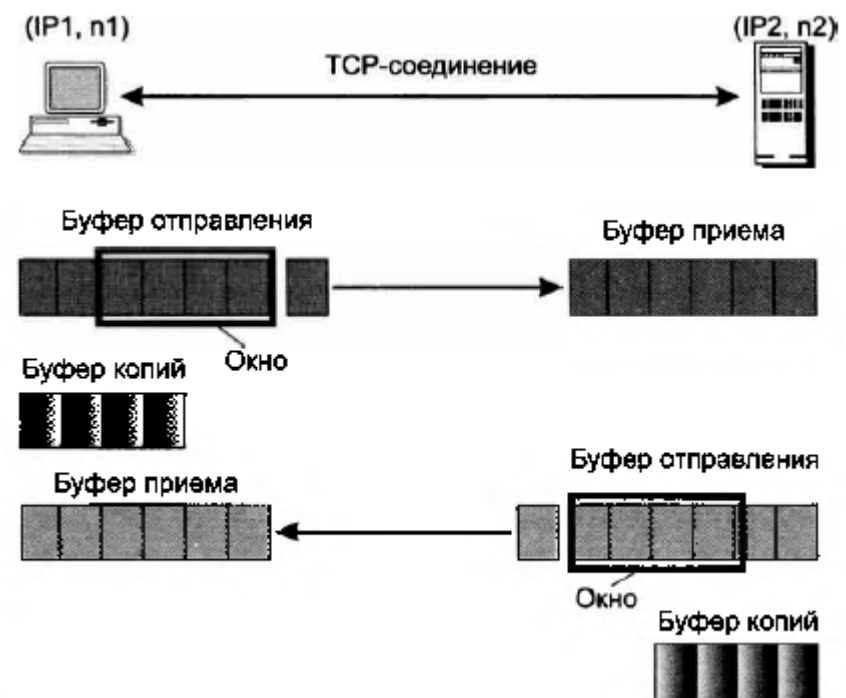 (IP1, n1)
(IP2, n2)
TCP-соединение
Буфер отправления
Буфер приема
Окно
Буфер копий
Буфер отправления
Буфер приема
Окно
Буфер копий